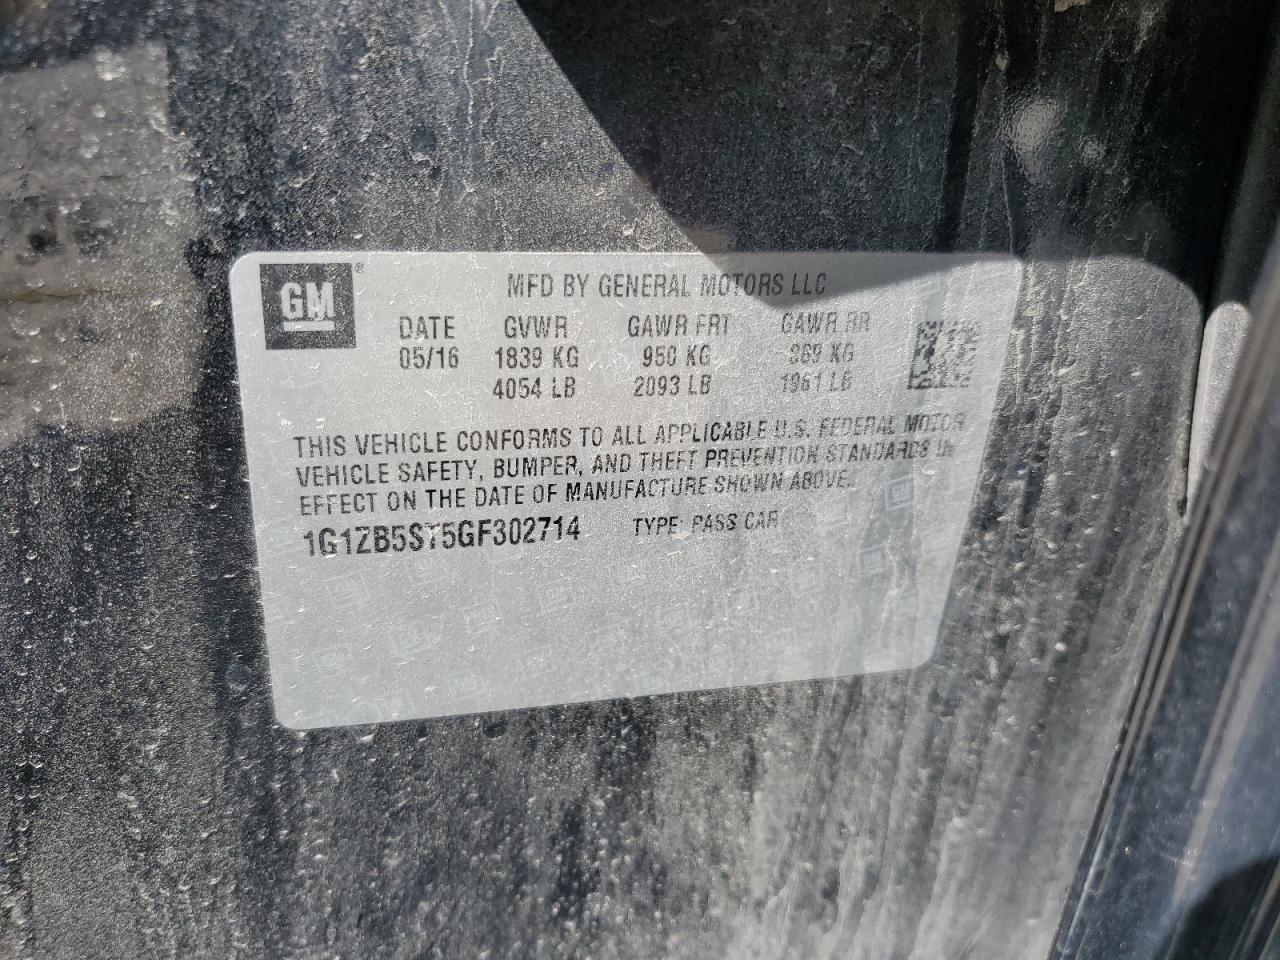 GM®
MFD BY GENERAL MOTORS LLC
DATE GVWR GAWR FRT GAWR RR
05/16 1839 KG 950 KG 889 KG
4054 LB 2093 LB 1961 LB
THIS VEHICLE CONFORMS TO ALL APPLICABLE U.S. FEDERAL MOTOR
VEHICLE SAFETY, BUMPER, AND THEFT PREVENTION STANDARDS IN
EFFECT ON THE DATE OF MANUFACTURE SHOWN ABOVE.
1G1ZB5ST5GF302714 TYPE: PASS CAR